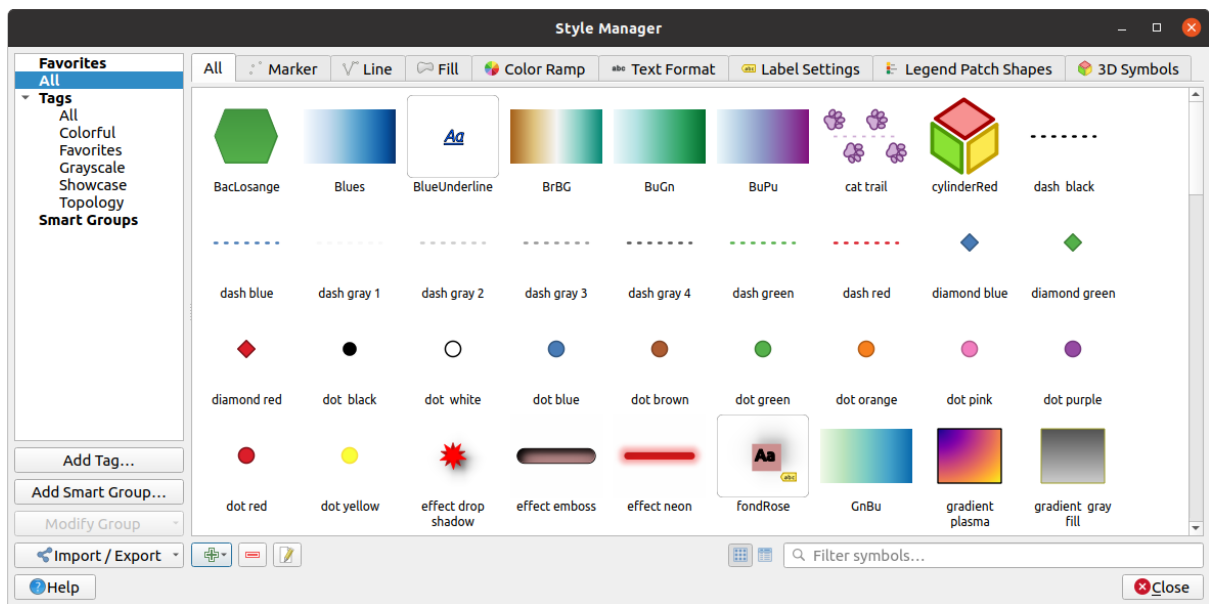 Style Manager
Favorites
All
Tags
All
Colorful
Favorites
Grayscale
Showcase
Topology
Smart Groups
All Marker Line Fill Color Ramp abc Text Format abc Label Settings Legend Patch Shapes 3D Symbols
Aa
BacLosange Blues BlueUnderline BrBG BuGn BuPu cat trail cylinderRed dash black
dash blue dash gray 1 dash gray 2 dash gray 3 dash gray 4 dash green dash red diamond blue diamond green
diamond red dot black dot white dot blue dot brown dot green dot orange dot pink dot purple
Aa
abc
dot red dot yellow effect drop shadow effect emboss effect neon fondRose GnBu gradient plasma gradient gray fill
Add Tag...
Add Smart Group...
Modify Group
Import / Export
Filter symbols...
Help
Close